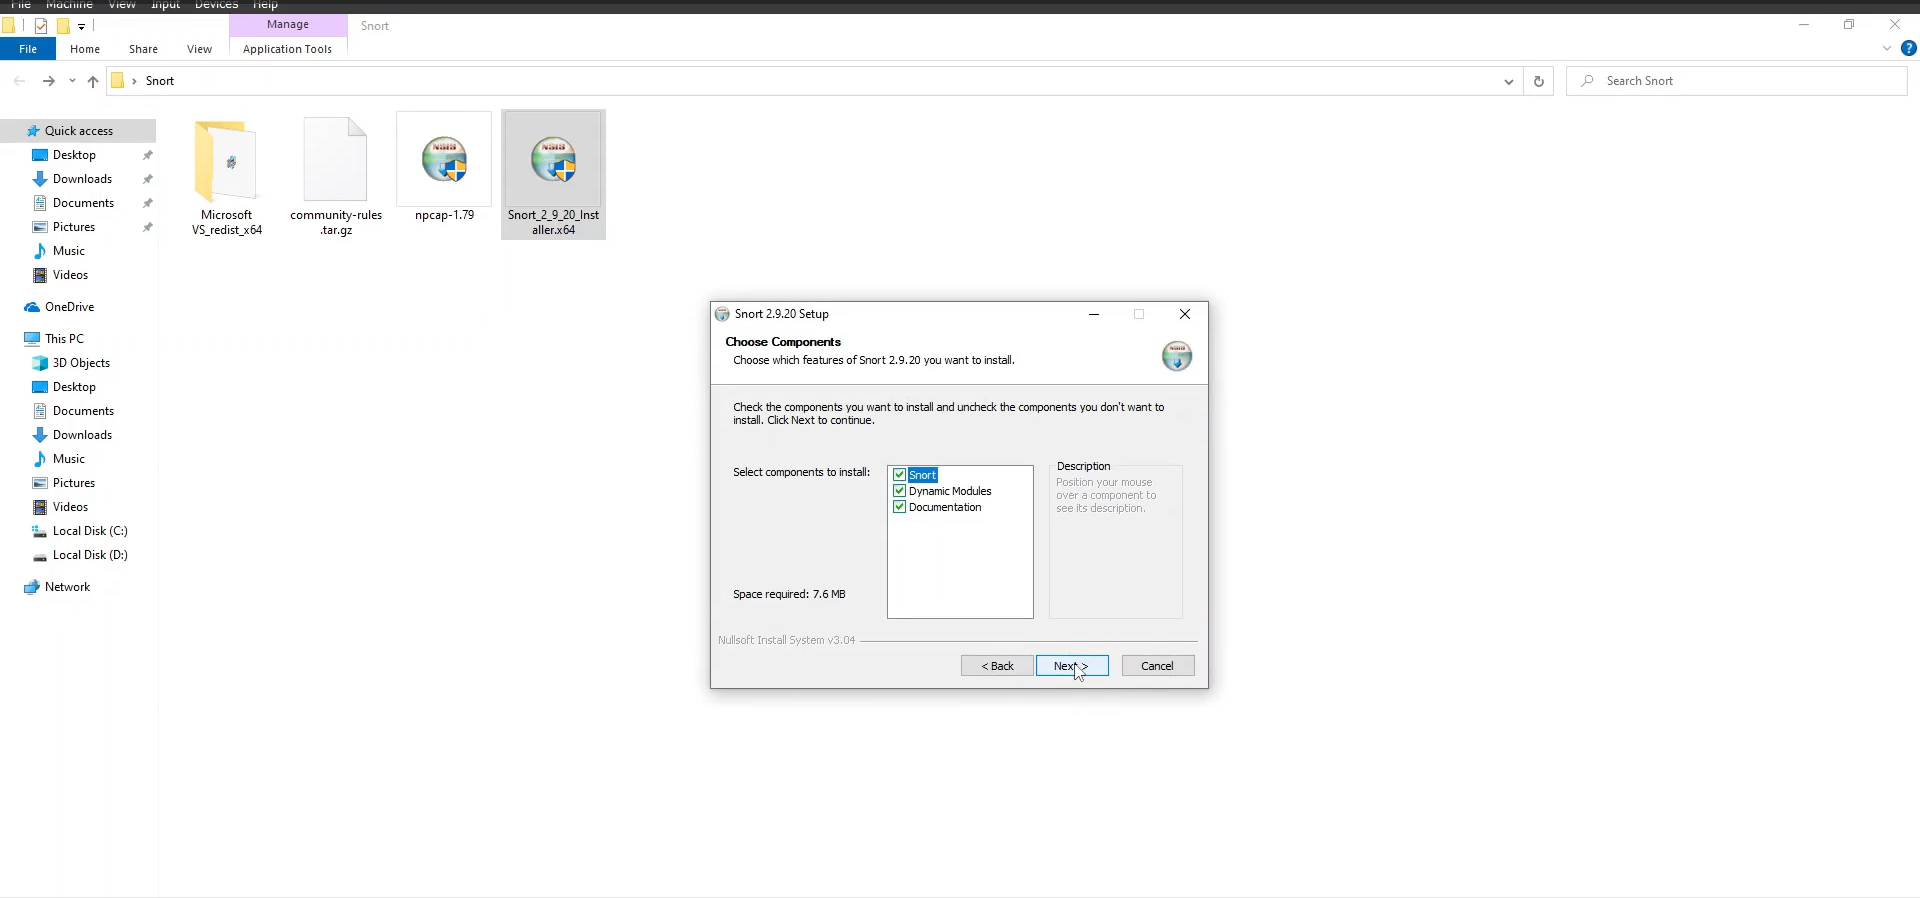 File Machine View Input Devices Help
Manage
Snort
File Home Share View Application Tools
Snort
Search Snort
Quick access
Desktop
Downloads
Documents
Pictures
Music
Videos
OneDrive
This PC
3D Objects
Desktop
Documents
Downloads
Music
Pictures
Videos
Local Disk (C:)
Local Disk (D:)
Network
Microsoft
VS_redist_x64
community-rules
.tar.gz
NSIS
npcap-1.79
NSIS
Snort_2_9_20_Inst
aller.x64
Snort 2.9.20 Setup
Choose Components
Choose which features of Snort 2.9.20 you want to install.
Check the components you want to install and uncheck the components you don't want to
install. Click Next to continue.
Select components to install:
Snort
Dynamic Modules
Documentation
Description
Position your mouse
over a component to
see its description.
Space required: 7.6 MB
Nullsoft Install System v3.04
< Back Next > Cancel